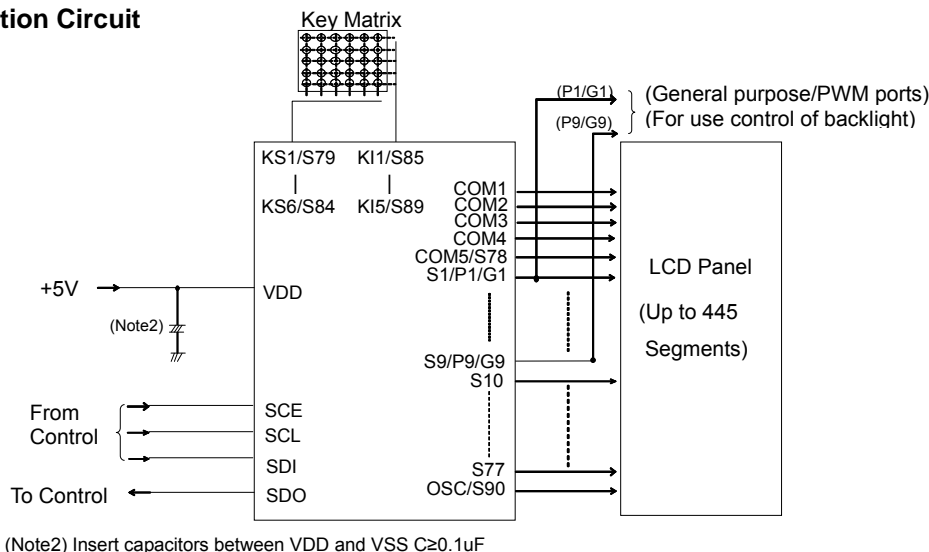 tion Circuit
Key Matrix
(P1/G1)
(General purpose/PWM ports)
(P9/G9)
(For use control of backlight)
KS1/S79 KI1/S85
KS6/S84 KI5/S89
COM1
COM2
COM3
COM4
COM5/S78
S1/P1/G1
LCD Panel
+5V
VDD
(Up to 445
(Note2)
Segments)
S9/P9/G9
S10
From
Control
SCE
SCL
SDI
S77
To Control
SDO
OSC/S90
(Note2) Insert capacitors between VDD and VSS C≥0.1uF